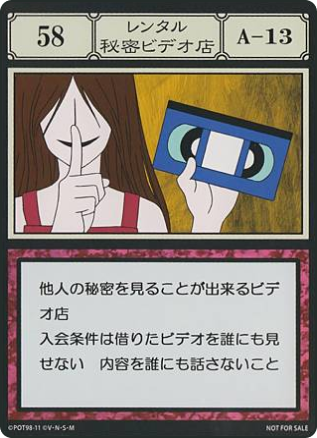 58
レンタル
秘密ビデオ店
A-13
他人の秘密を見ることが出来るビデ
オ店
入会条件は借りたビデオを誰にも見
せない　内容を誰にも話さないこと
©POT98-11 ©V-N-S-M
NOT FOR SALE